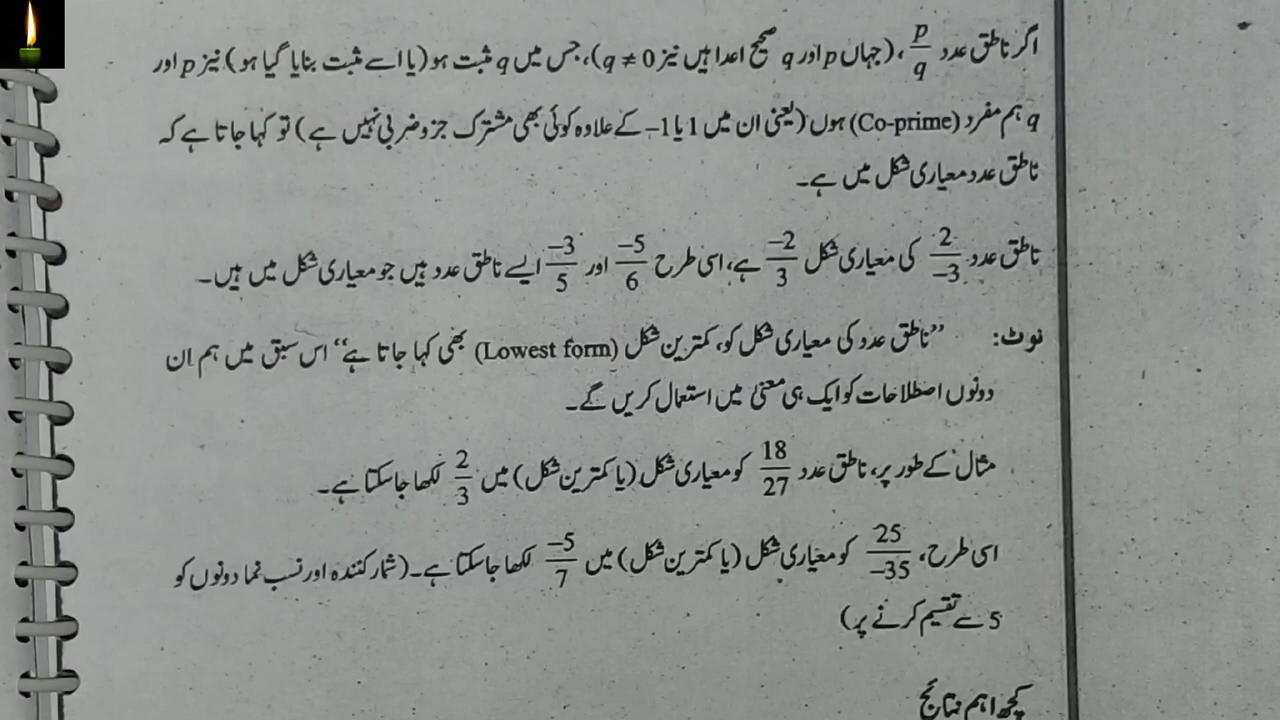 اگر ناطق عدد p/q، (جہاں p اور q صحیح اعداد ہیں نیز q ≠ 0)، جس میں q مثبت ہو (یا اسے مثبت بنایا گیا ہو) نیز p اور
q ہم مفرد (Co-prime) ہوں (یعنی ان میں 1 یا 1– کے علاوہ کوئی بھی مشترک جزو ضربی نہیں ہے) تو کہا جاتا ہے کہ
ناطق عدد معیاری شکل میں ہے۔
ناطق عدد 2/–3 کی معیاری شکل –2/3 ہے، اسی طرح –5/6 اور –3/5 ایسے ناطق عدد ہیں جو معیاری شکل میں ہیں۔
نوٹ: ”ناطق عدد کی معیاری شکل کو، کمترین شکل (Lowest form) بھی کہا جاتا ہے“ اس سبق میں ہم ان
دونوں اصطلاحات کو ایک ہی معنیٰ میں استعمال کریں گے۔
مثال کے طور پر، ناطق عدد 18/27 کو معیاری شکل (یا کمترین شکل) میں 2/3 لکھا جا سکتا ہے۔
اسی طرح، 25/–35 کو معیاری شکل (یا کمترین شکل) میں –5/7 لکھا جا سکتا ہے۔ (شمار کنندہ اور نسب نما دونوں کو
5 سے تقسیم کرنے پر)
کچھ اہم نتائج